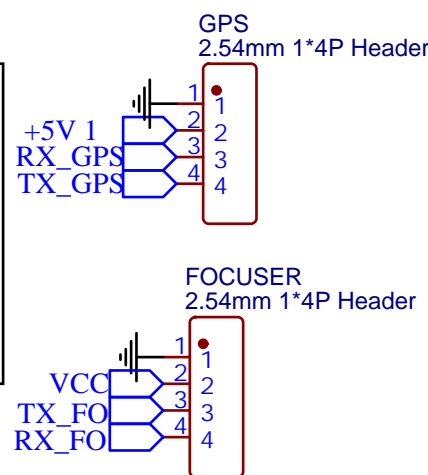 GPS
2.54mm 1*4P Header
1 1
+5V 1 2 2
RX_GPS 3 3
TX_GPS 4 4
FOCUSER
2.54mm 1*4P Header
1 1
VCC 2 2
TX_FO 3 3
RX_FO 4 4